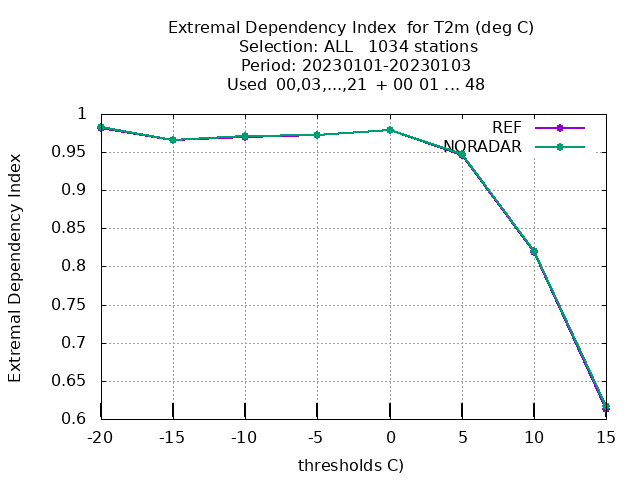 Extremal Dependency Index  for T2m (deg C)
Selection: ALL   1034 stations
Period: 20230101-20230103
Used  00,03,...,21  + 00 01 ... 48
REF
NORADAR
Extremal Dependency Index
1
0.95
0.9
0.85
0.8
0.75
0.7
0.65
0.6
-20 -15 -10 -5 0 5 10 15
thresholds C)